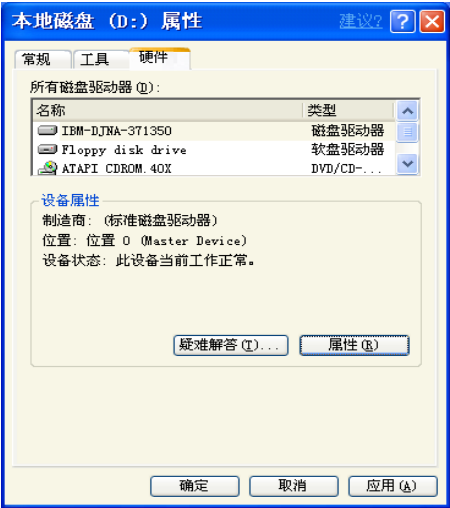 本地磁盘 (D:) 属性 建议?
常规 工具 硬件
所有磁盘驱动器(D):
名称 类型
IBM-DJNA-371350 磁盘驱动器
Floppy disk drive 软盘驱动器
ATAPI CDROM.40X DVD/CD-...
设备属性
制造商: (标准磁盘驱动器)
位置: 位置 0 (Master Device)
设备状态: 此设备当前工作正常。
疑难解答(T)... 属性(R)
确定 取消 应用(A)